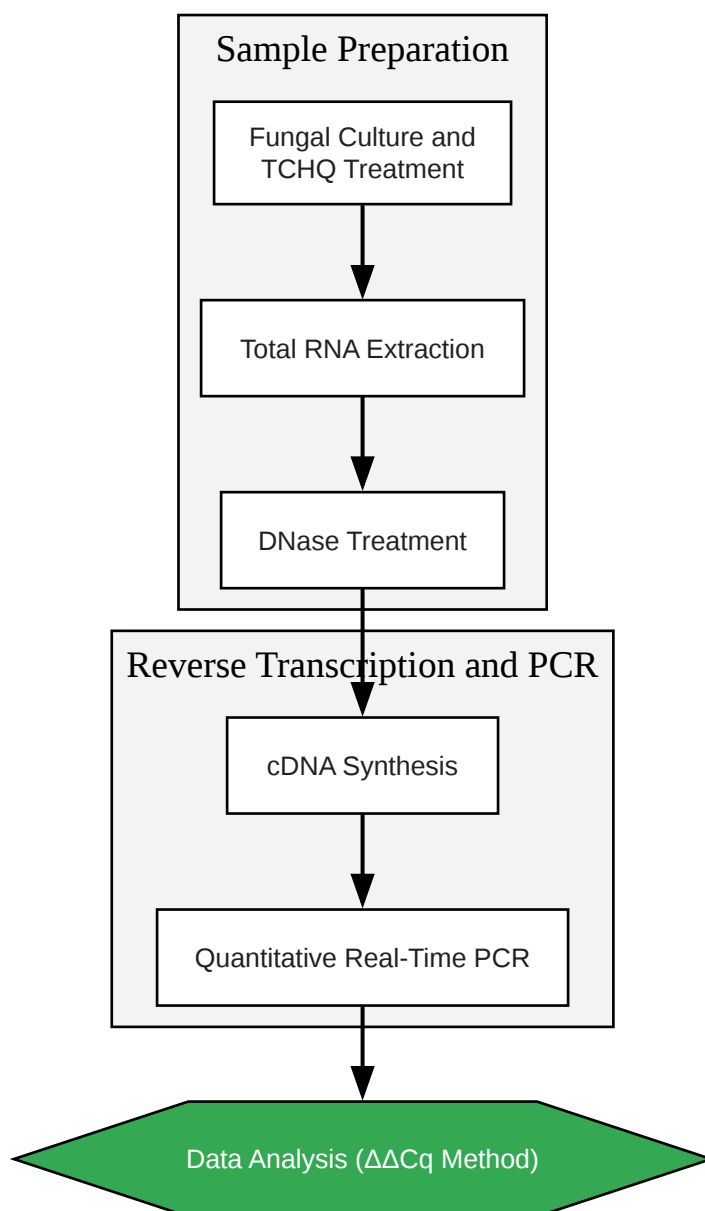 Sample Preparation
Fungal Culture and
TCHQ Treatment
Total RNA Extraction
DNase Treatment
Reverse Transcription and PCR
cDNA Synthesis
Quantitative Real-Time PCR
Data Analysis (ΔΔCq Method)